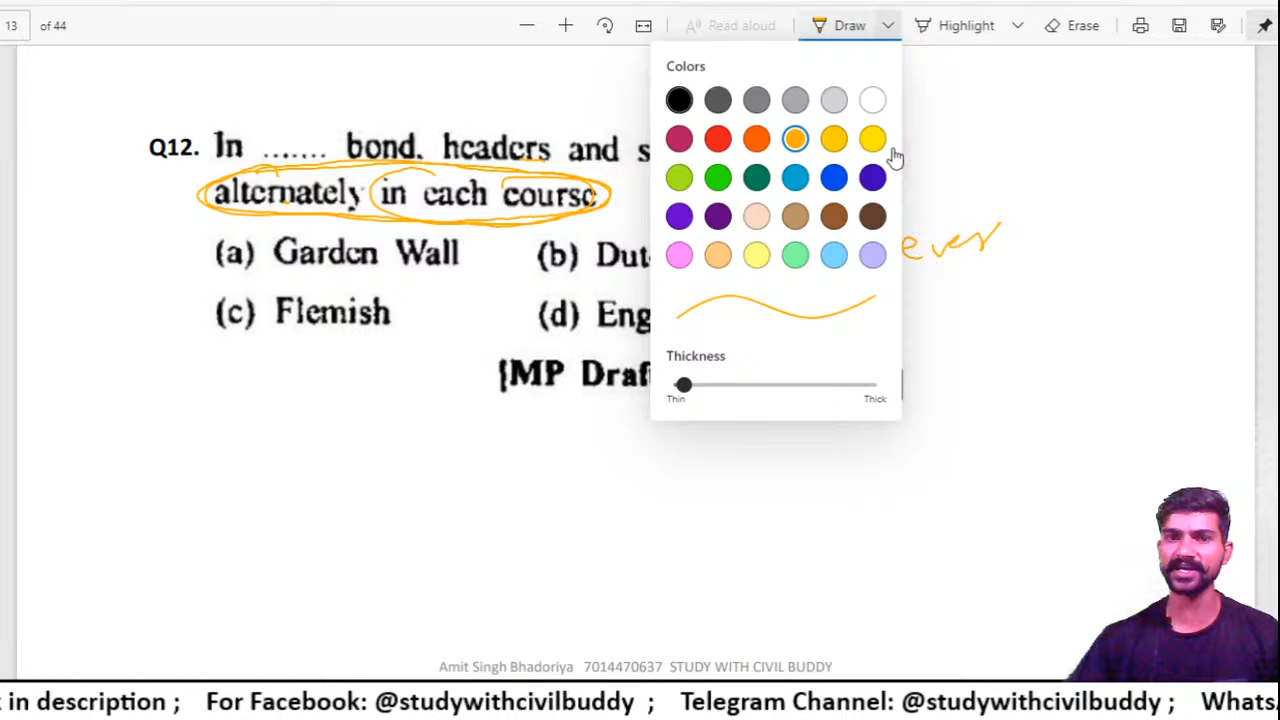 13 of 44 Read aloud Draw Highlight Erase
Colors
Q12. In ....... bond, headers and s
alternately in each course
ever
(a) Garden Wall (b) Dut
(c) Flemish (d) Eng
[MP Draf
Thickness
Thin Thick
Amit Singh Bhadoriya 7014470637 STUDY WITH CIVIL BUDDY
k in description ; For Facebook: @studywithcivilbuddy ; Telegram Channel: @studywithcivilbuddy ; Whats